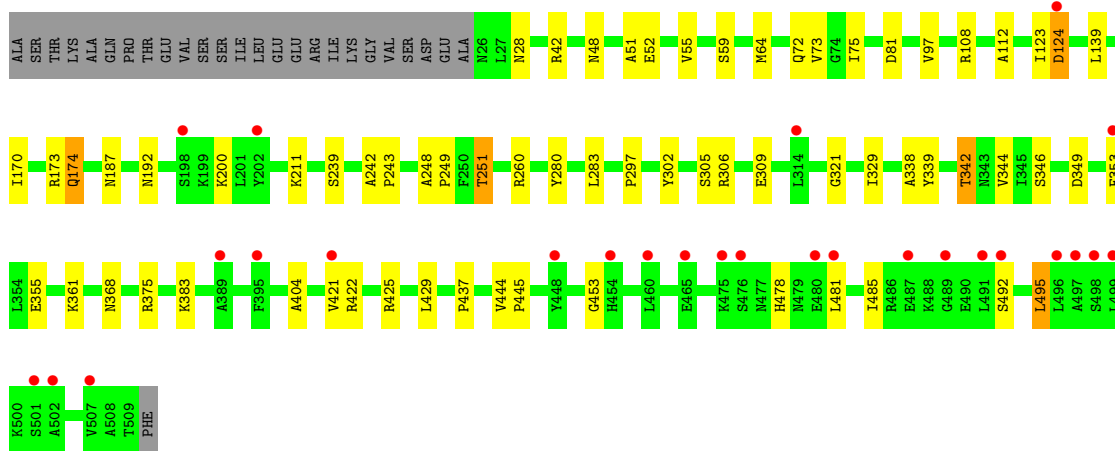 ALA SER THR LYS ALA GLN PRO THR GLU VAL SER SER ILE LEU GLU GLU ARG ILE LYS GLY VAL SER ASP GLU ALA N26 L27 N28 R42 N48 A51 E52 V55 S59 M64 Q72 V73 G74 I75 D81 V97 R108 A112 I123 D124 L139
I170 R173 Q174 N187 N192 S198 K199 K200 L201 Y202 K211 S239 A242 P243 A248 P249 F250 T251 R260 Y280 L283 P297 Y302 S305 R306 E309 L314 G321 I329 A338 Y339 T342 N343 V344 I345 S346 D349 E353
L354 E355 K361 N368 R375 K383 A389 F395 A404 V421 R422 R425 L429 P437 V444 P445 Y448 G453 H454 L460 E465 K475 S476 N477 H478 N479 E480 L481 I485 R486 E487 K488 G489 E490 L491 S492 L495 L496 A497 S498 L499
K500 S501 A502 V507 A508 T509 PHE